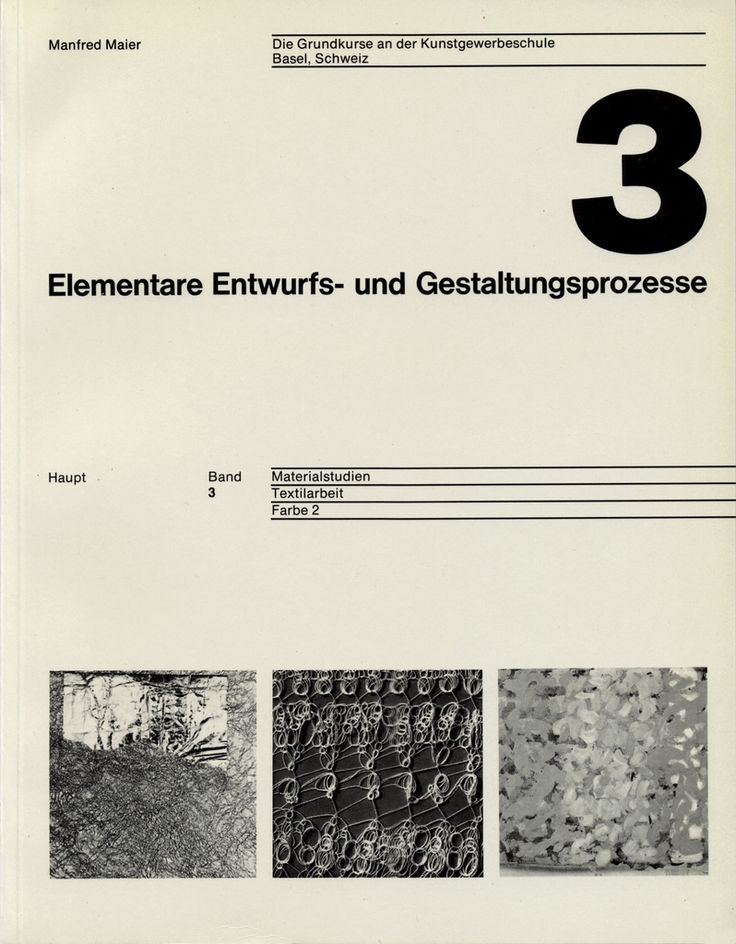 Manfred Maier
Die Grundkurse an der Kunstgewerbeschule
Basel, Schweiz
3
Elementare Entwurfs- und Gestaltungsprozesse
Haupt
Band
3
Materialstudien
Textilarbeit
Farbe 2